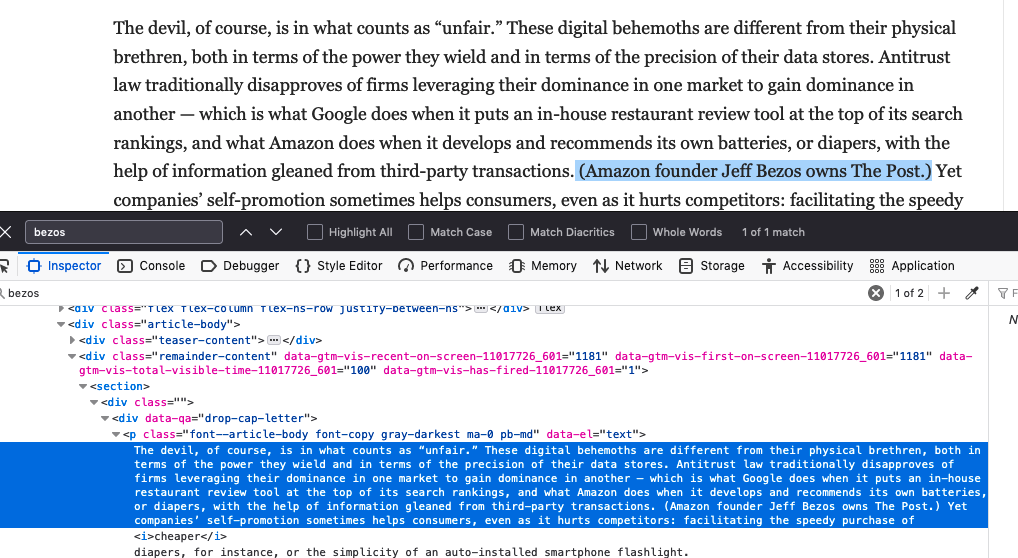 The devil, of course, is in what counts as “unfair.” These digital behemoths are different from their physical
brethren, both in terms of the power they wield and in terms of the precision of their data stores. Antitrust
law traditionally disapproves of firms leveraging their dominance in one market to gain dominance in
another — which is what Google does when it puts an in-house restaurant review tool at the top of its search
rankings, and what Amazon does when it develops and recommends its own batteries, or diapers, with the
help of information gleaned from third-party transactions. (Amazon founder Jeff Bezos owns The Post.) Yet
companies’ self-promotion sometimes helps consumers, even as it hurts competitors: facilitating the speedy
bezos Highlight All Match Case Match Diacritics Whole Words 1 of 1 match
Inspector Console Debugger Style Editor Performance Memory Network Storage Accessibility Application
bezos 1 of 2 F
<div class="flex flex-column flex-ns-row justify-between-ns"> </div> flex
N
<div class="article-body">
<div class="teaser-content"> </div>
<div class="remainder-content" data-gtm-vis-recent-on-screen-11017726_601="1181" data-gtm-vis-first-on-screen-11017726_601="1181" data-
gtm-vis-total-visible-time-11017726_601="100" data-gtm-vis-has-fired-11017726_601="1">
<section>
<div class="">
<div data-qa="drop-cap-letter">
<p class="font--article-body font-copy gray-darkest ma-0 pb-md" data-el="text">
The devil, of course, is in what counts as “unfair.” These digital behemoths are different from their physical brethren, both in
terms of the power they wield and in terms of the precision of their data stores. Antitrust law traditionally disapproves of
firms leveraging their dominance in one market to gain dominance in another — which is what Google does when it puts an in-house
restaurant review tool at the top of its search rankings, and what Amazon does when it develops and recommends its own batteries,
or diapers, with the help of information gleaned from third-party transactions. (Amazon founder Jeff Bezos owns The Post.) Yet
companies’ self-promotion sometimes helps consumers, even as it hurts competitors: facilitating the speedy purchase of
<i>cheaper</i>
diapers, for instance, or the simplicity of an auto-installed smartphone flashlight.